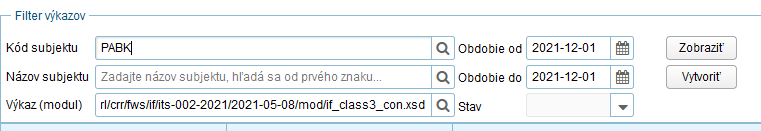 Filter výkazov
Kód subjektu PABK Obdobie od 2021-12-01 Zobraziť
Názov subjektu Zadajte názov subjektu, hľadá sa od prvého znaku... Obdobie do 2021-12-01 Vytvoriť
Výkaz (modul) rl/crr/fws/if/its-002-2021/2021-05-08/mod/if_class3_con.xsd Stav